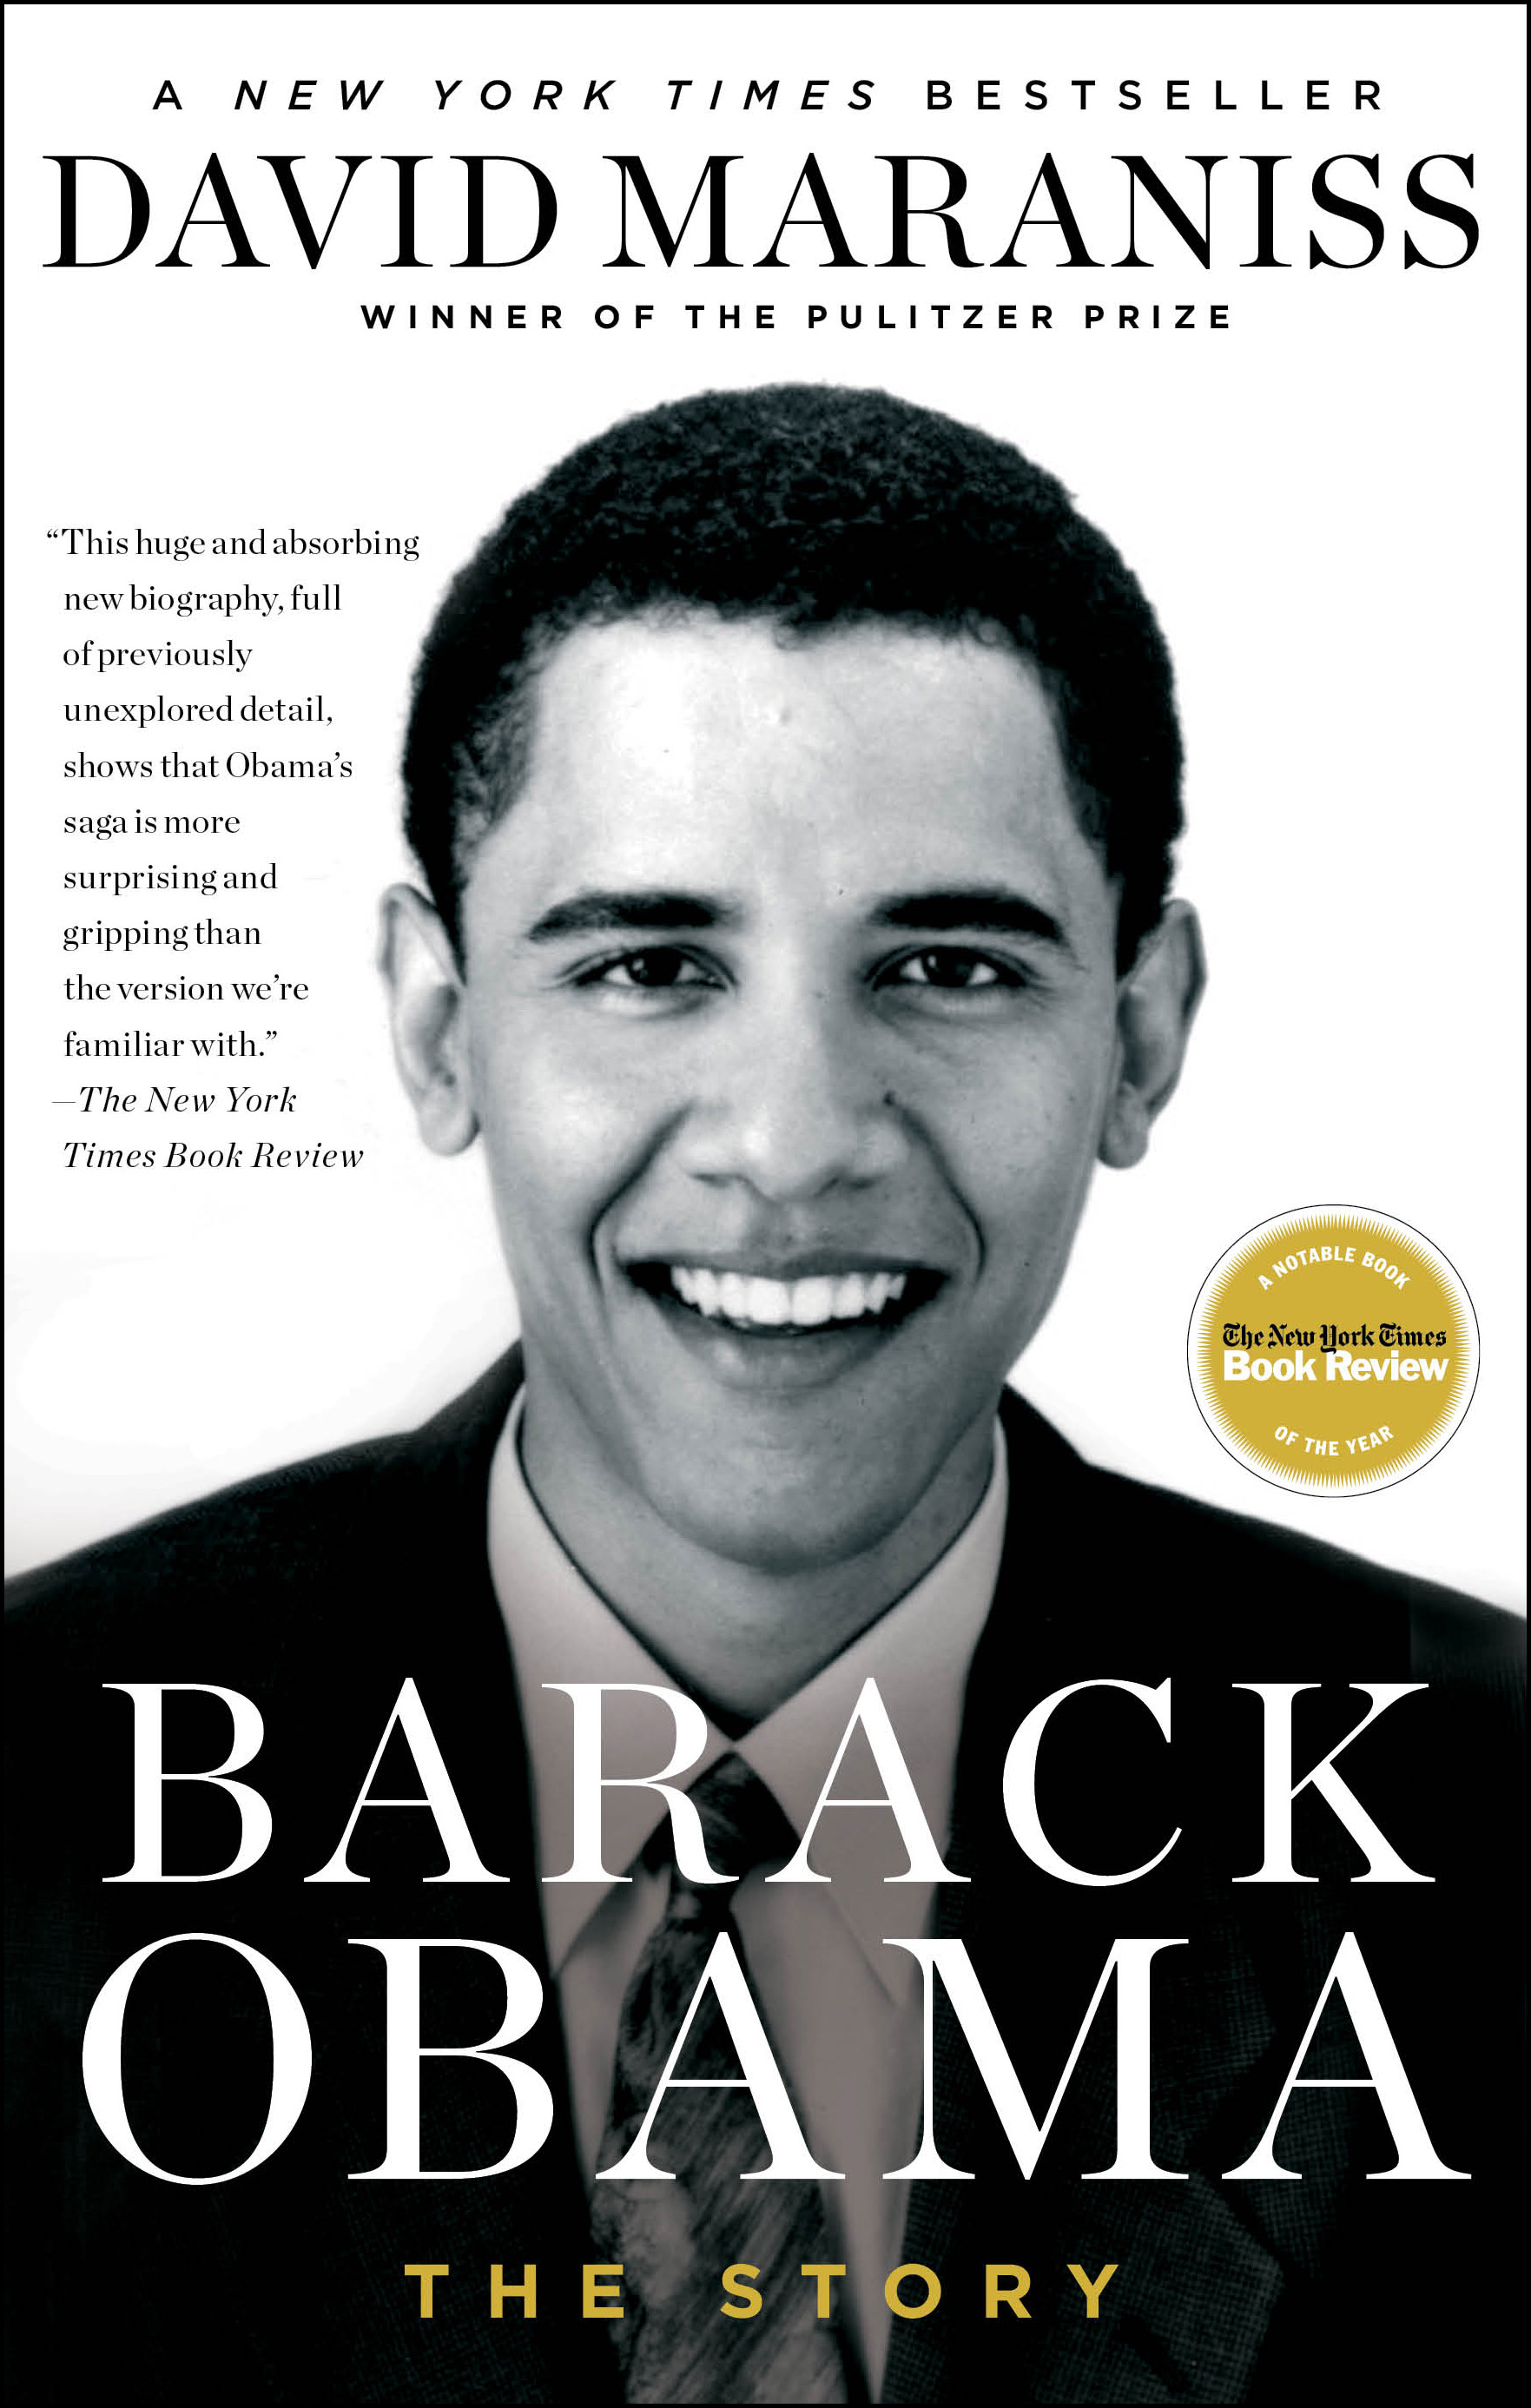 A NEW YORK TIMES BESTSELLER
DAVID MARANISS
WINNER OF THE PULITZER PRIZE
“This huge and absorbing
new biography, full
of previously
unexplored detail,
shows that Obama’s
saga is more
surprising and
gripping than
the version we’re
familiar with.”
—The New York
Times Book Review
A NOTABLE BOOK
The New York Times
Book Review
OF THE YEAR
BARACK
OBAMA
THE STORY